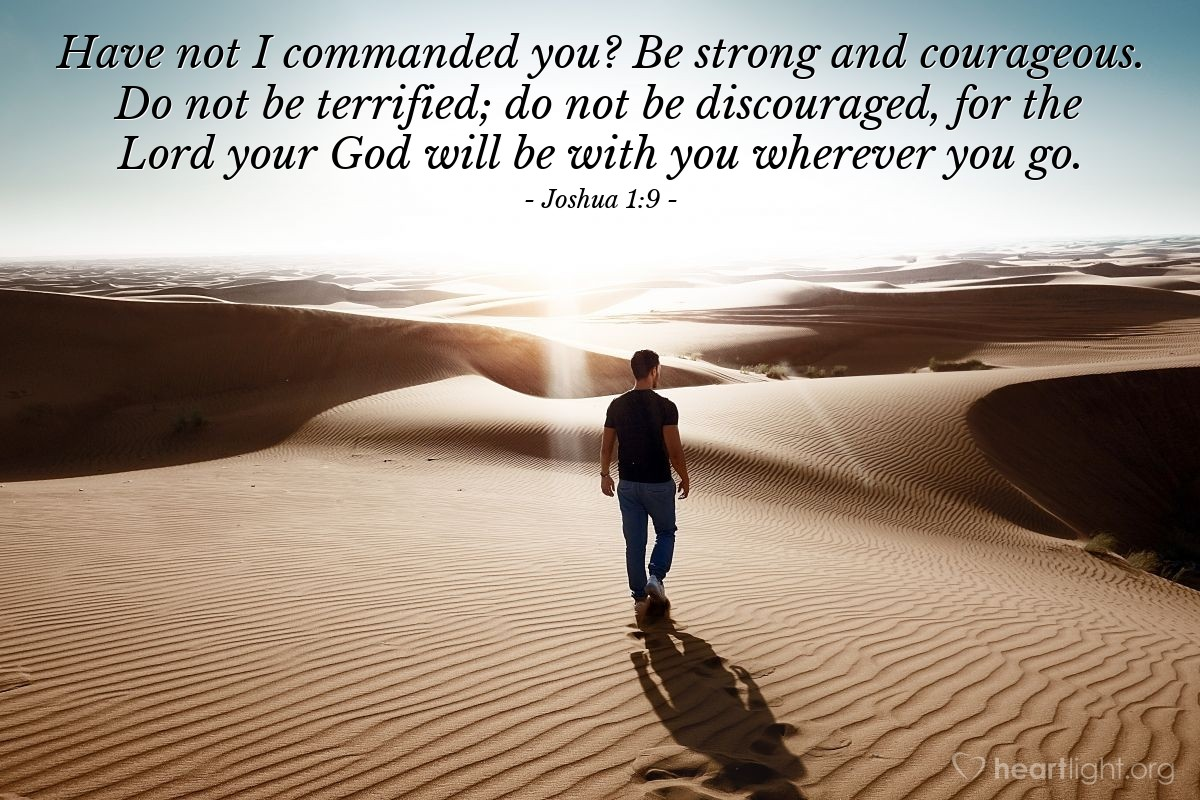 Have not I commanded you? Be strong and courageous.
Do not be terrified; do not be discouraged, for the
Lord your God will be with you wherever you go.
- Joshua 1:9 -
heartlight.org